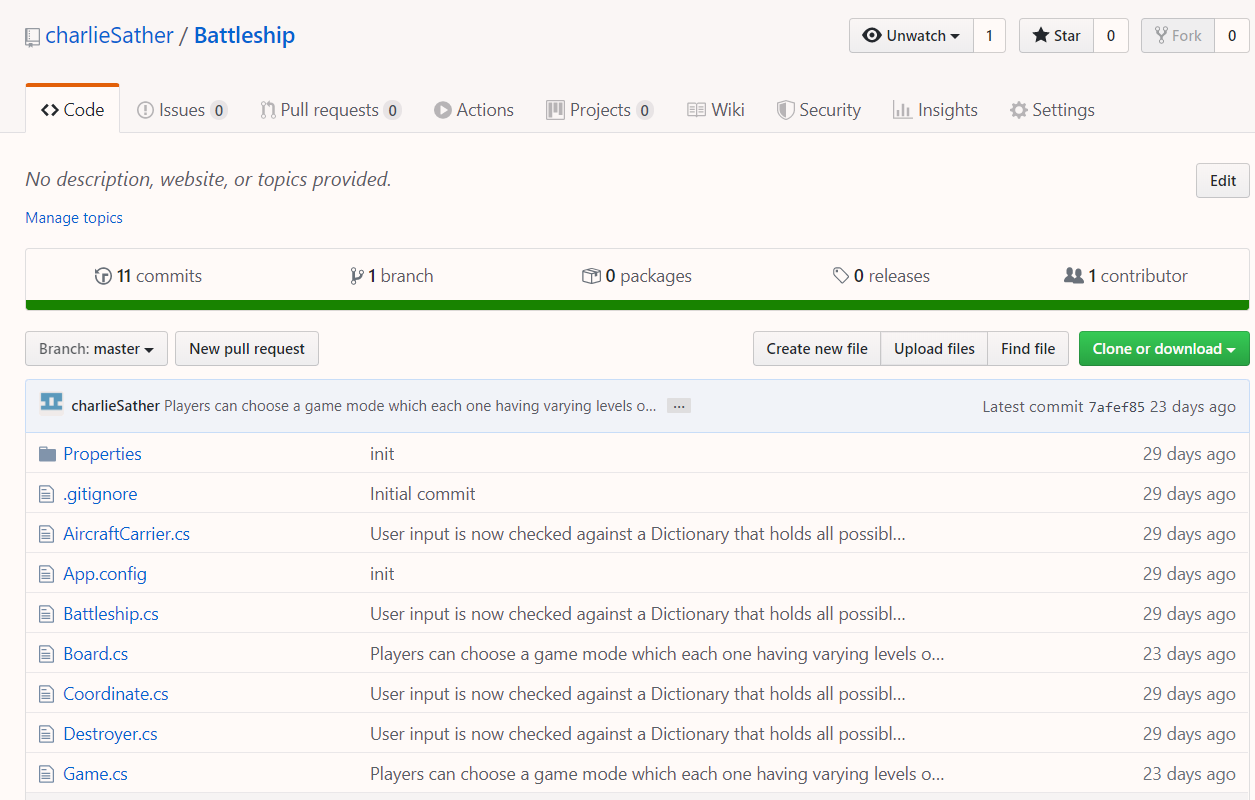 charlieSather / Battleship Unwatch 1 Star 0 Fork 0
Code Issues 0 Pull requests 0 Actions Projects 0 Wiki Security Insights Settings
No description, website, or topics provided. Edit
Manage topics
11 commits 1 branch 0 packages 0 releases 1 contributor
Branch: master New pull request Create new file Upload files Find file Clone or download
charlieSather Players can choose a game mode which each one having varying levels o... ... Latest commit 7afef85 23 days ago
Properties init 29 days ago
.gitignore Initial commit 29 days ago
AircraftCarrier.cs User input is now checked against a Dictionary that holds all possibl... 29 days ago
App.config init 29 days ago
Battleship.cs User input is now checked against a Dictionary that holds all possibl... 29 days ago
Board.cs Players can choose a game mode which each one having varying levels o... 23 days ago
Coordinate.cs User input is now checked against a Dictionary that holds all possibl... 29 days ago
Destroyer.cs User input is now checked against a Dictionary that holds all possibl... 29 days ago
Game.cs Players can choose a game mode which each one having varying levels o... 23 days ago